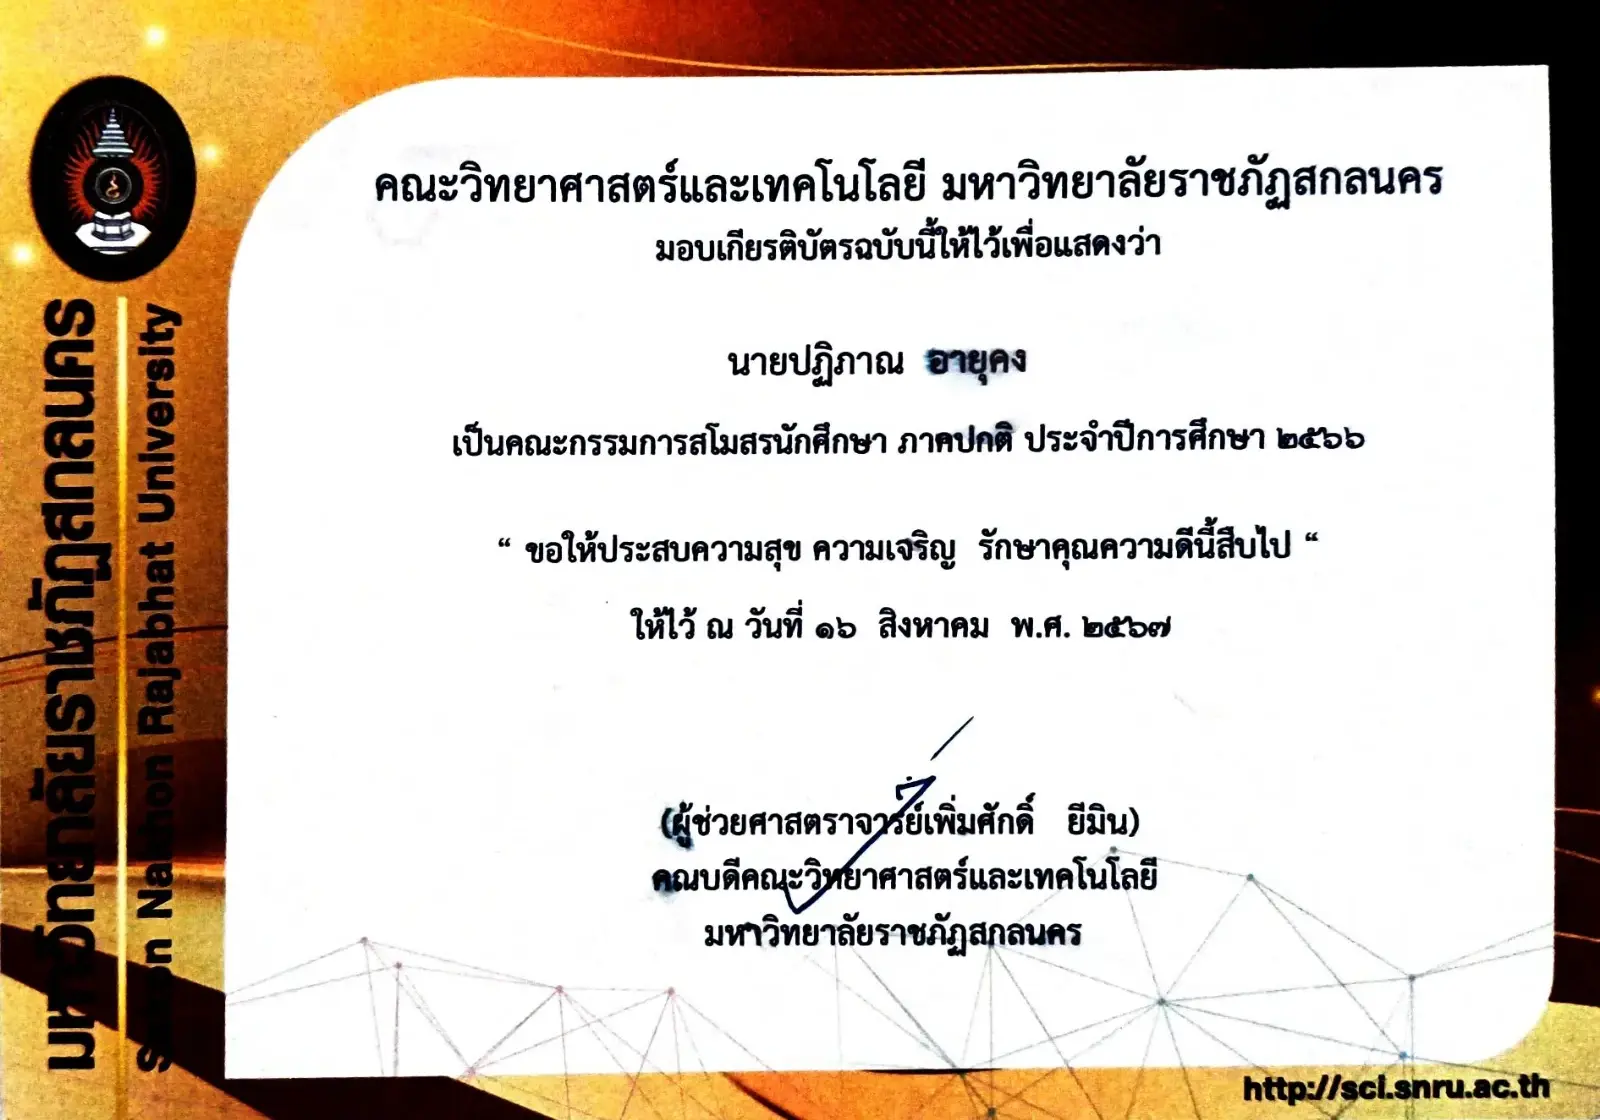 คณะวิทยาศาสตร์และเทคโนโลยี มหาวิทยาลัยราชภัฏสกลนคร
มอบเกียรติบัตรฉบับนี้ให้ไว้เพื่อแสดงว่า
นายปฏิภาณ อายุคง
เป็นคณะกรรมการสโมสรนักศึกษา ภาคปกติ ประจำปีการศึกษา ๒๕๖๖
“ ขอให้ประสบความสุข ความเจริญ รักษาคุณความดีนี้สืบไป “
ให้ไว้ ณ วันที่ ๑๖ สิงหาคม พ.ศ. ๒๕๖๗
(ผู้ช่วยศาสตราจารย์เพิ่มศักดิ์ ยีมิน)
คณบดีคณะวิทยาศาสตร์และเทคโนโลยี
มหาวิทยาลัยราชภัฏสกลนคร
มหาวิทยาลัยราชภัฏสกลนคร
Sakon Nakhon Rajabhat University
http://sci.snru.ac.th